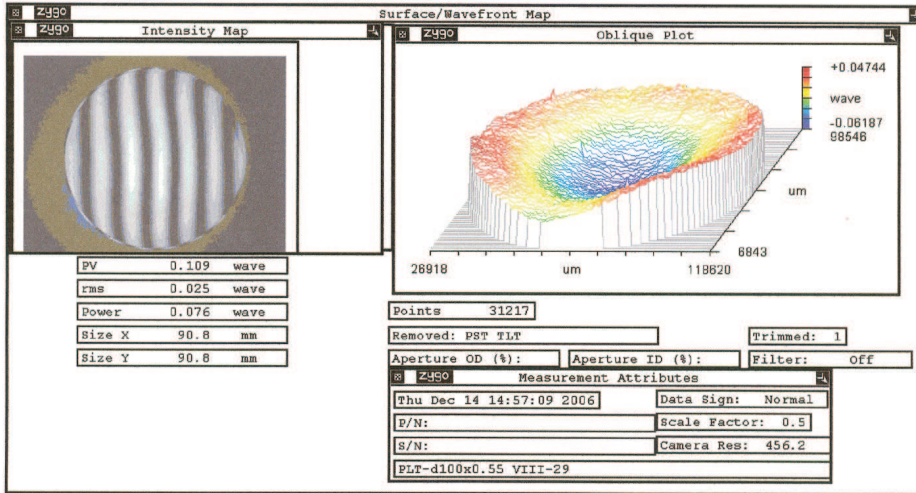 zygo Surface/Wavefront Map
zygo Intensity Map
zygo Oblique Plot
+0.04744
wave
-0.06187
98546
um
6843
26918 um 118620
PV 0.109 wave
rms 0.025 wave
Power 0.076 wave
Size X 90.8 mm
Size Y 90.8 mm
Points 31217
Removed: PST TLT Trimmed: 1
Aperture OD (%): Aperture ID (%): Filter: Off
zygo Measurement Attributes
Thu Dec 14 14:57:09 2006 Data Sign: Normal
P/N: Scale Factor: 0.5
S/N: Camera Res: 456.2
PLT-d100x0.55 VIII-29